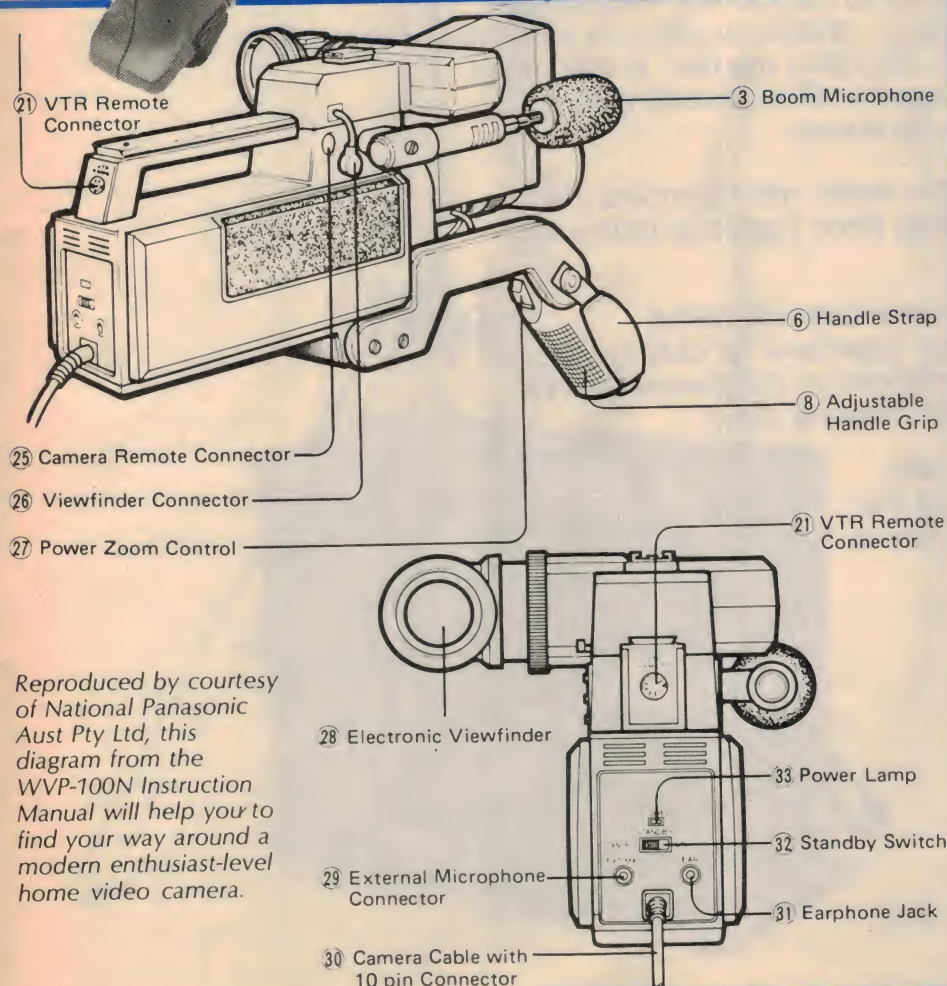 ㉑ VTR Remote
Connector
③ Boom Microphone
⑥ Handle Strap
⑧ Adjustable
Handle Grip
㉕ Camera Remote Connector
㉖ Viewfinder Connector
㉗ Power Zoom Control
㉑ VTR Remote
Connector
Reproduced by courtesy
of National Panasonic
Aust Pty Ltd, this
diagram from the
WVP-100N Instruction
Manual will help you to
find your way around a
modern enthusiast-level
home video camera.
㉘ Electronic Viewfinder
㉝ Power Lamp
㉜ Standby Switch
㉙ External Microphone
Connector
㉛ Earphone Jack
㉚ Camera Cable with
10 pin Connector